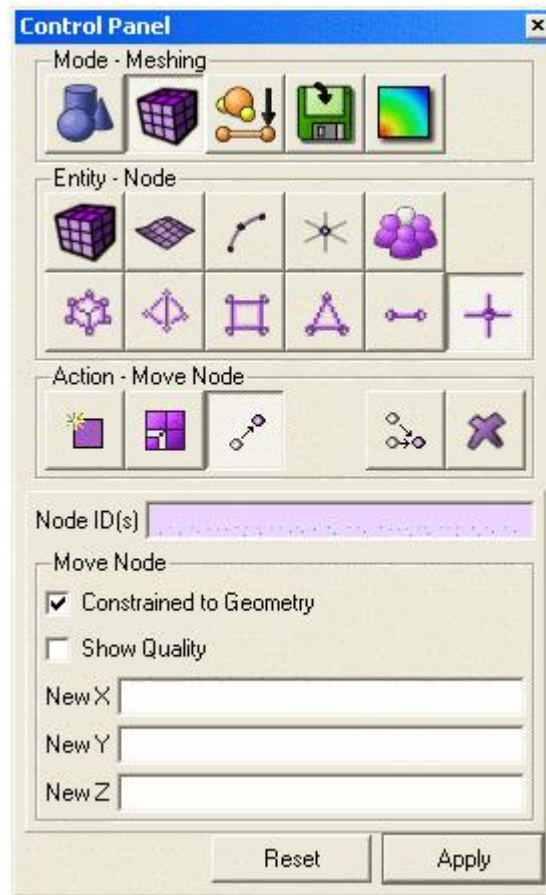 Control Panel
Mode - Meshing
Entity - Node
Action - Move Node
Node ID(s)
Move Node
Constrained to Geometry
Show Quality
New X
New Y
New Z
Reset Apply